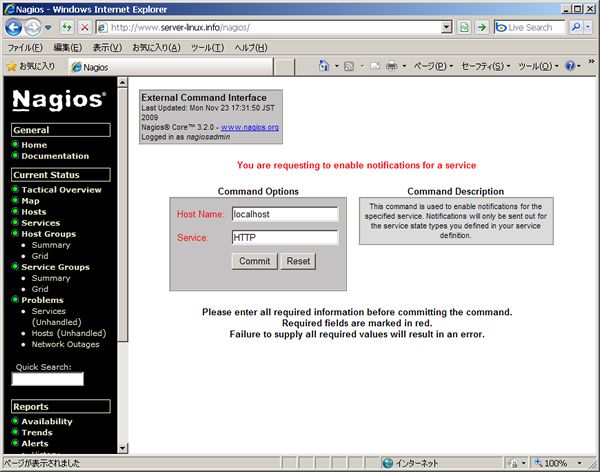 Nagios - Windows Internet Explorer
http://www.server-linux.info/nagios/
Live Search
ファイル(F) 編集(E) 表示(V) お気に入り(A) ツール(T) ヘルプ(H)
お気に入り Nagios ページ(P) セーフティ(S) ツール(O)
Nagios®
General
Home
Documentation
Current Status
Tactical Overview
Map
Hosts
Services
Host Groups
Summary
Grid
Service Groups
Summary
Grid
Problems
Services
(Unhandled)
Hosts (Unhandled)
Network Outages
Quick Search:
Reports
Availability
Trends
Alerts
History
External Command Interface
Last Updated: Mon Nov 23 17:31:50 JST
2009
Nagios® Core™ 3.2.0 - www.nagios.org
Logged in as nagiosadmin
You are requesting to enable notifications for a service
Command Options
Host Name: localhost
Service: HTTP
Commit Reset
Command Description
This command is used to enable notifications for the
specified service. Notifications will only be sent out for
the service state types you defined in your service
definition.
Please enter all required information before committing the command.
Required fields are marked in red.
Failure to supply all required values will result in an error.
ページが表示されました インターネット 100%